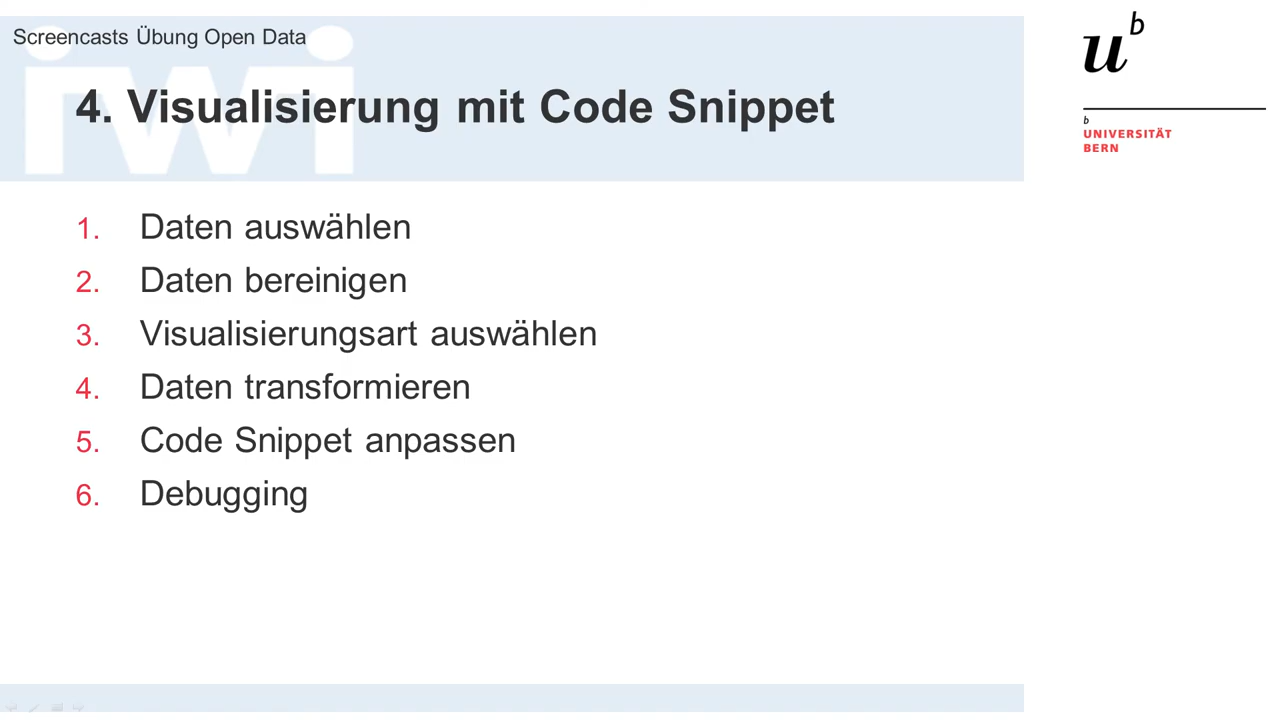 Screencasts Übung Open Data
iwi
4. Visualisierung mit Code Snippet
1. Daten auswählen
2. Daten bereinigen
3. Visualisierungsart auswählen
4. Daten transformieren
5. Code Snippet anpassen
6. Debugging
u b
b
UNIVERSITÄT
BERN